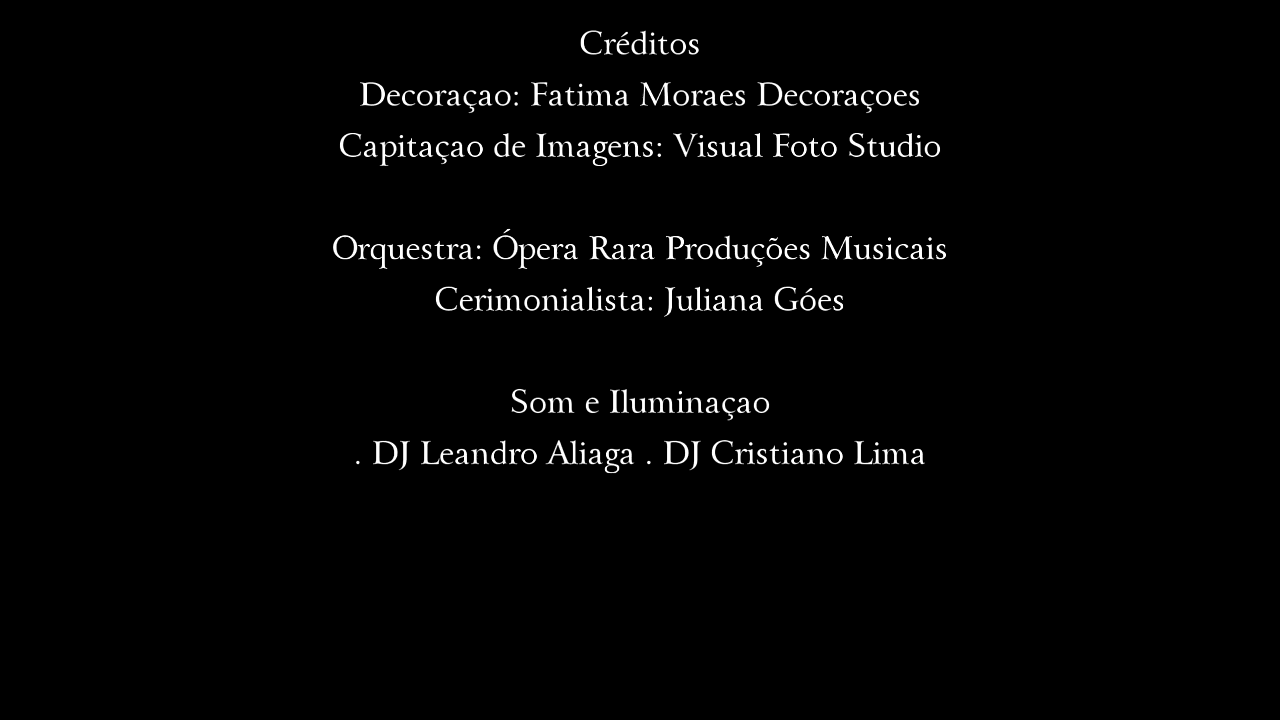 Créditos
Decoraçao: Fatima Moraes Decoraçoes
Capitaçao de Imagens: Visual Foto Studio
Orquestra: Ópera Rara Produções Musicais
Cerimonialista: Juliana Góes
Som e Iluminaçao
. DJ Leandro Aliaga . DJ Cristiano Lima